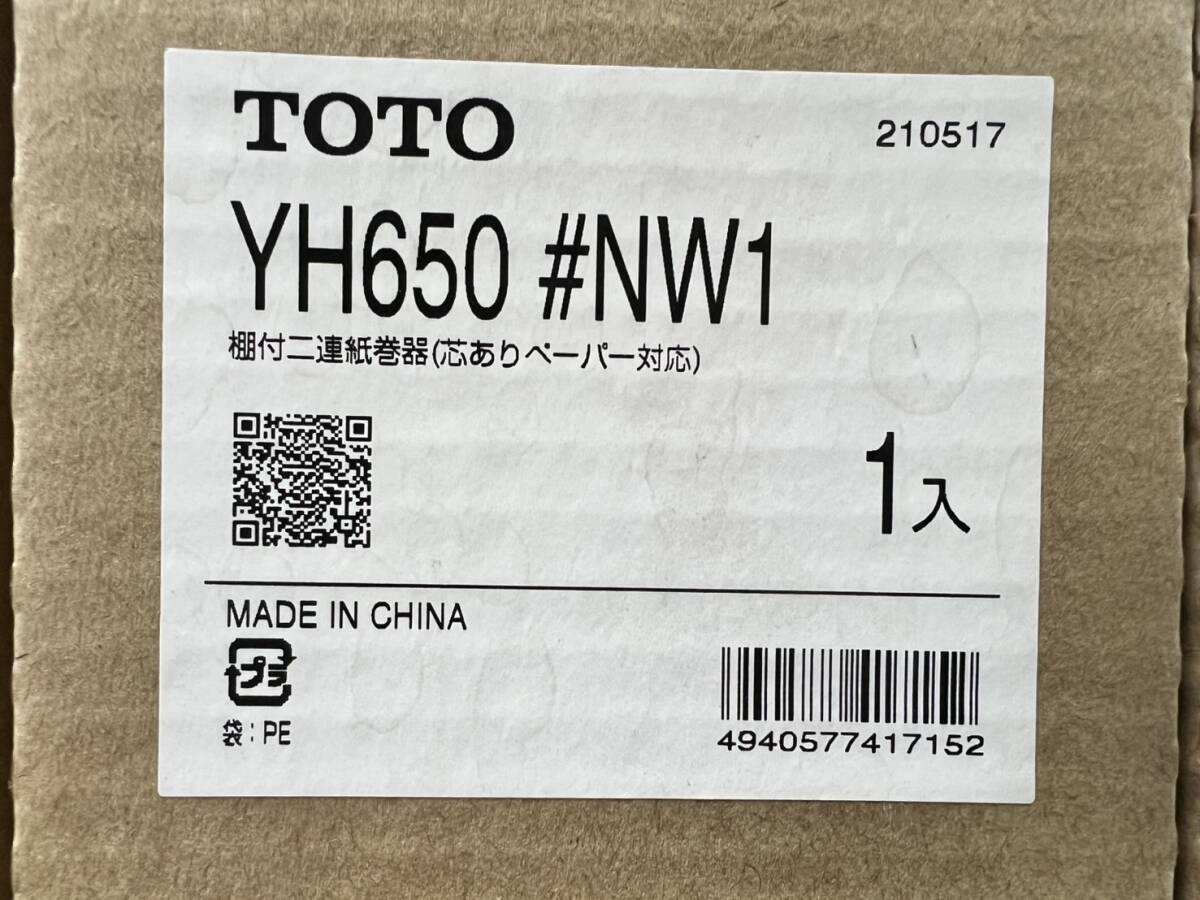 TOTO
210517
YH650 #NW1
棚付二連紙巻器(芯ありペーパー対応)
1入
MADE IN CHINA
プラ
袋:PE
4940577417152